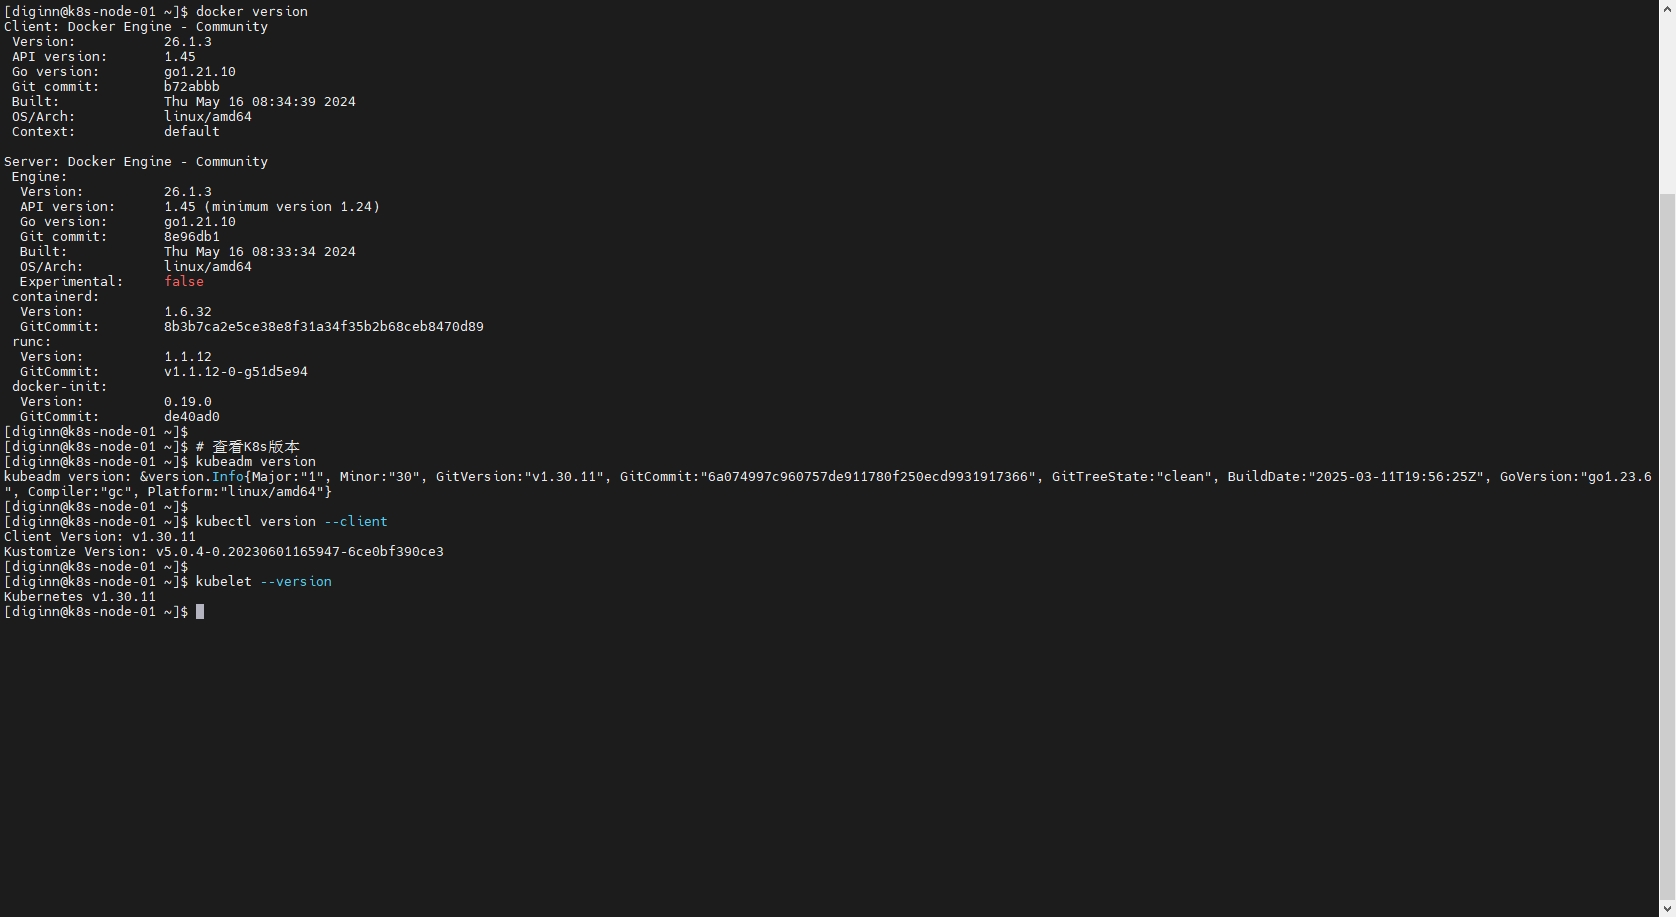 [diginn@k8s-node-01 ~]$ docker version
Client: Docker Engine - Community
 Version:           26.1.3
 API version:       1.45
 Go version:        go1.21.10
 Git commit:        b72abbb
 Built:             Thu May 16 08:34:39 2024
 OS/Arch:           linux/amd64
 Context:           default

Server: Docker Engine - Community
 Engine:
  Version:          26.1.3
  API version:      1.45 (minimum version 1.24)
  Go version:       go1.21.10
  Git commit:       8e96db1
  Built:            Thu May 16 08:33:34 2024
  OS/Arch:          linux/amd64
  Experimental:     false
 containerd:
  Version:          1.6.32
  GitCommit:        8b3b7ca2e5ce38e8f31a34f35b2b68ceb8470d89
 runc:
  Version:          1.1.12
  GitCommit:        v1.1.12-0-g51d5e94
 docker-init:
  Version:          0.19.0
  GitCommit:        de40ad0
[diginn@k8s-node-01 ~]$
[diginn@k8s-node-01 ~]$ # 查看K8s版本
[diginn@k8s-node-01 ~]$ kubeadm version
kubeadm version: &version.Info{Major:"1", Minor:"30", GitVersion:"v1.30.11", GitCommit:"6a074997c960757de911780f250ecd9931917366", GitTreeState:"clean", BuildDate:"2025-03-11T19:56:25Z", GoVersion:"go1.23.6
", Compiler:"gc", Platform:"linux/amd64"}
[diginn@k8s-node-01 ~]$
[diginn@k8s-node-01 ~]$ kubectl version --client
Client Version: v1.30.11
Kustomize Version: v5.0.4-0.20230601165947-6ce0bf390ce3
[diginn@k8s-node-01 ~]$
[diginn@k8s-node-01 ~]$ kubelet --version
Kubernetes v1.30.11
[diginn@k8s-node-01 ~]$